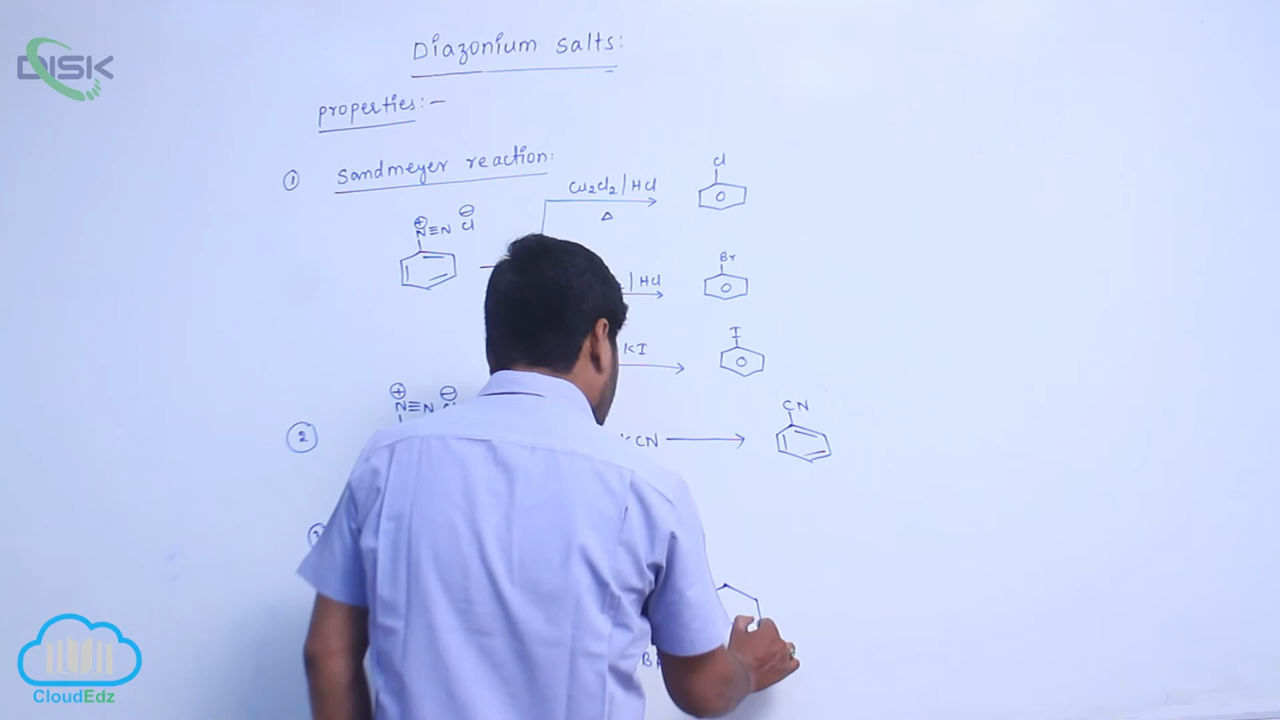 DISK
Diazonium salts:
properties:-
① Sandmeyer reaction:
Cu2Cl2 | HCl
Δ
Cl
⊕ ⊖
N≡N Cl
| HCl
Br
KI
I
⊕ ⊖
N≡N
②
CN
CN
CloudEdz